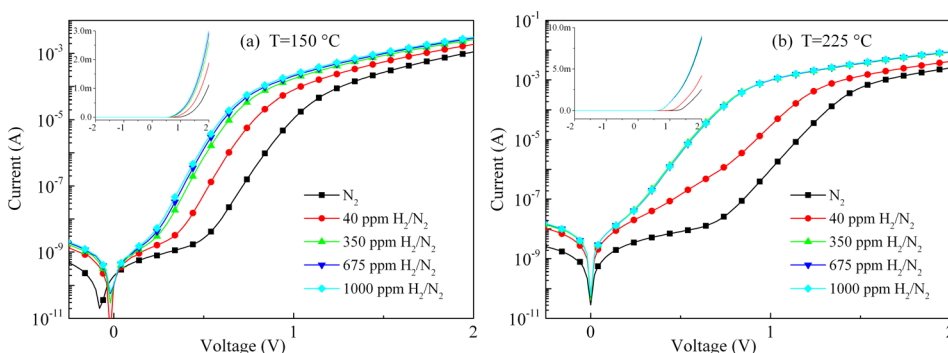 (a) T=150 °C
3.0m
2.0m
1.0m
0.0
-2 -1 0 1 2
10⁻³
10⁻⁵
10⁻⁷
10⁻⁹
10⁻¹¹
Current (A)
N₂
40 ppm H₂/N₂
350 ppm H₂/N₂
675 ppm H₂/N₂
1000 ppm H₂/N₂
0 1 2
Voltage (V)
(b) T=225 °C
10.0m
5.0m
0.0
-2 -1 0 1 2
10⁻¹
10⁻³
10⁻⁵
10⁻⁷
10⁻⁹
10⁻¹¹
Current (A)
N₂
40 ppm H₂/N₂
350 ppm H₂/N₂
675 ppm H₂/N₂
1000 ppm H₂/N₂
0 1 2
Voltage (V)